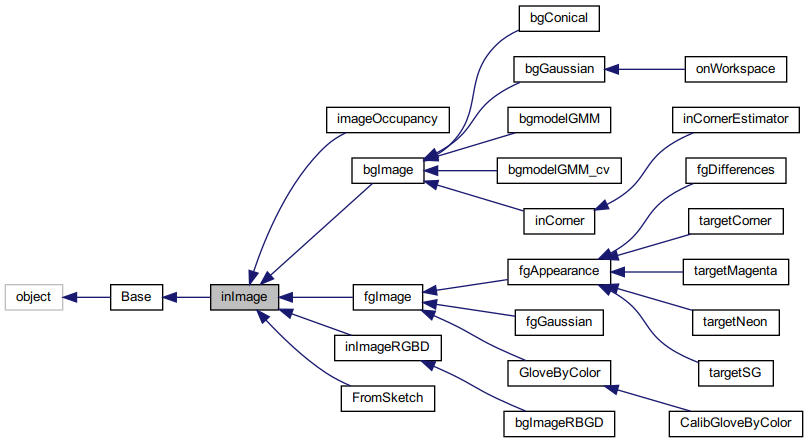 bgConical
bgGaussian
onWorkspace
imageOccupancy
bgmodelGMM
inCornerEstimator
bgImage
bgmodelGMM_cv
fgDifferences
inCorner
targetCorner
fgAppearance
targetMagenta
object
Base
inImage
fgImage
fgGaussian
targetNeon
inImageRGBD
GloveByColor
targetSG
FromSketch
bgImageRBGD
CalibGloveByColor